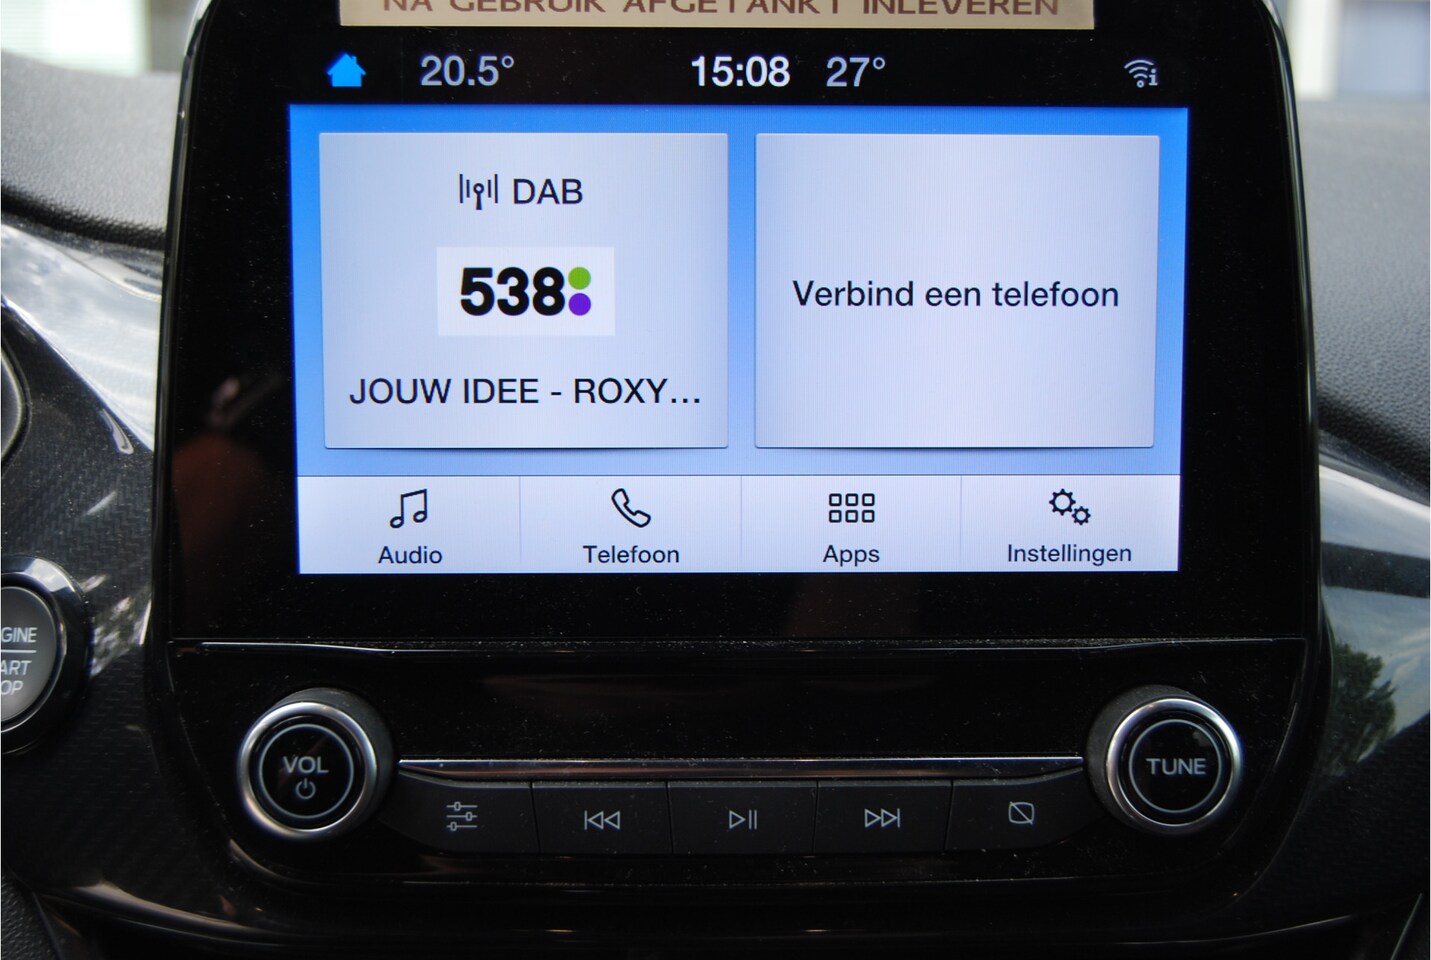 NA GEBRUIK AFGETANKT INLEVEREN
20.5° 15:08 27°
DAB
538
JOUW IDEE - ROXY...
Verbind een telefoon
Audio Telefoon Apps Instellingen
GINE
ART
OP
VOL
TUNE